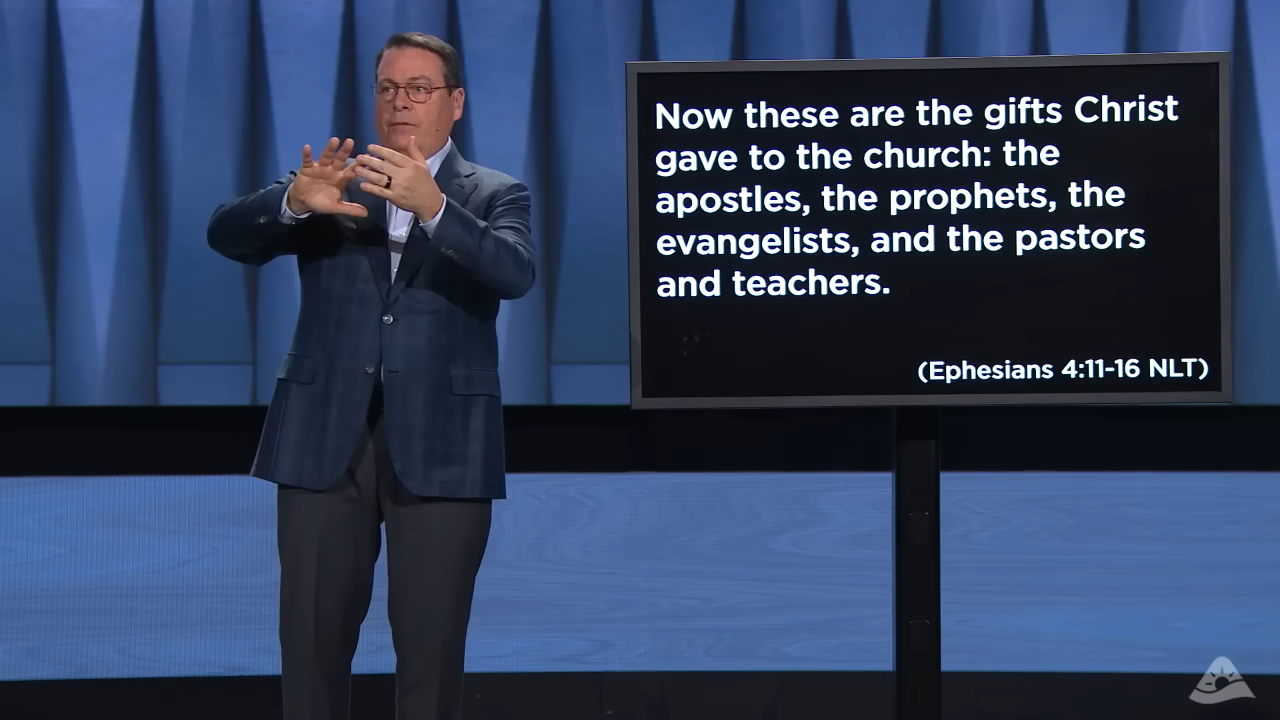 Now these are the gifts Christ
gave to the church: the
apostles, the prophets, the
evangelists, and the pastors
and teachers.
(Ephesians 4:11-16 NLT)